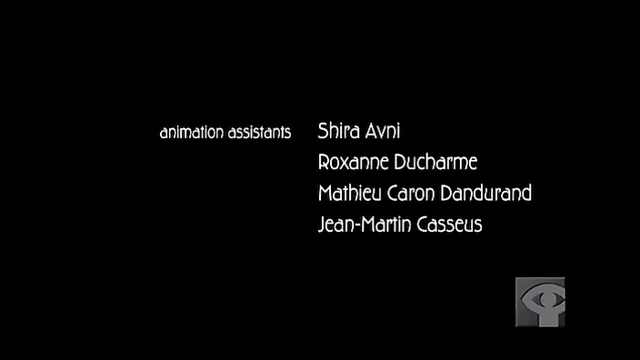 animation assistants Shira Avni
Roxanne Ducharme
Mathieu Caron Dandurand
Jean-Martin Casseus